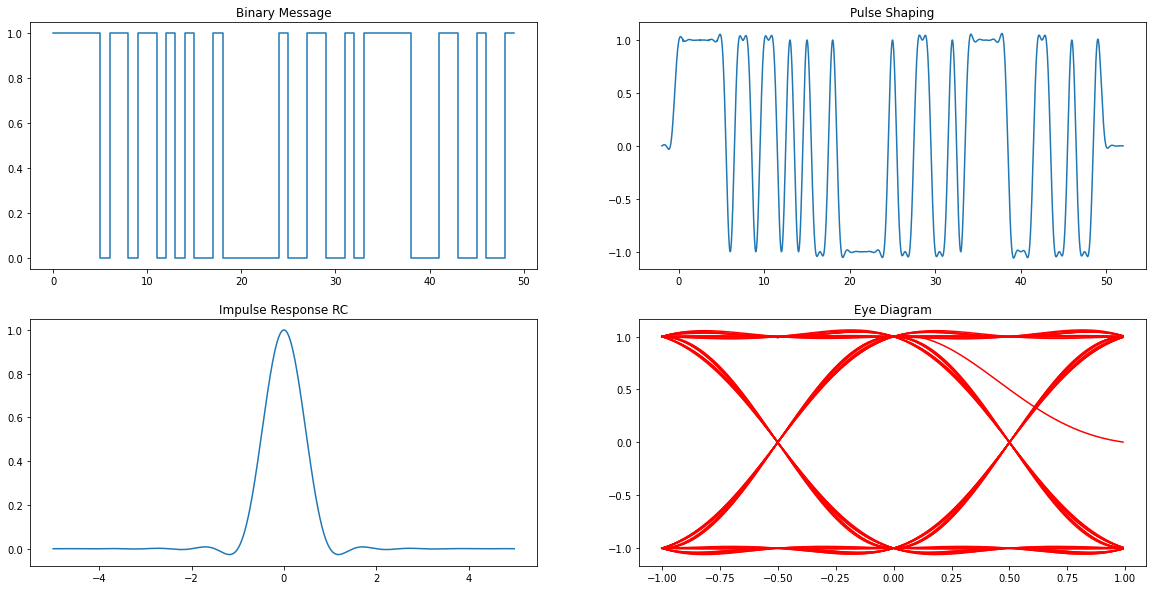 Binary Message
1.0
0.8
0.6
0.4
0.2
0.0
0 10 20 30 40 50
Pulse Shaping
1.0
0.5
0.0
−0.5
−1.0
0 10 20 30 40 50
Impulse Response RC
1.0
0.8
0.6
0.4
0.2
0.0
−4 −2 0 2 4
Eye Diagram
1.0
0.5
0.0
−0.5
−1.0
−1.00 −0.75 −0.50 −0.25 0.00 0.25 0.50 0.75 1.00